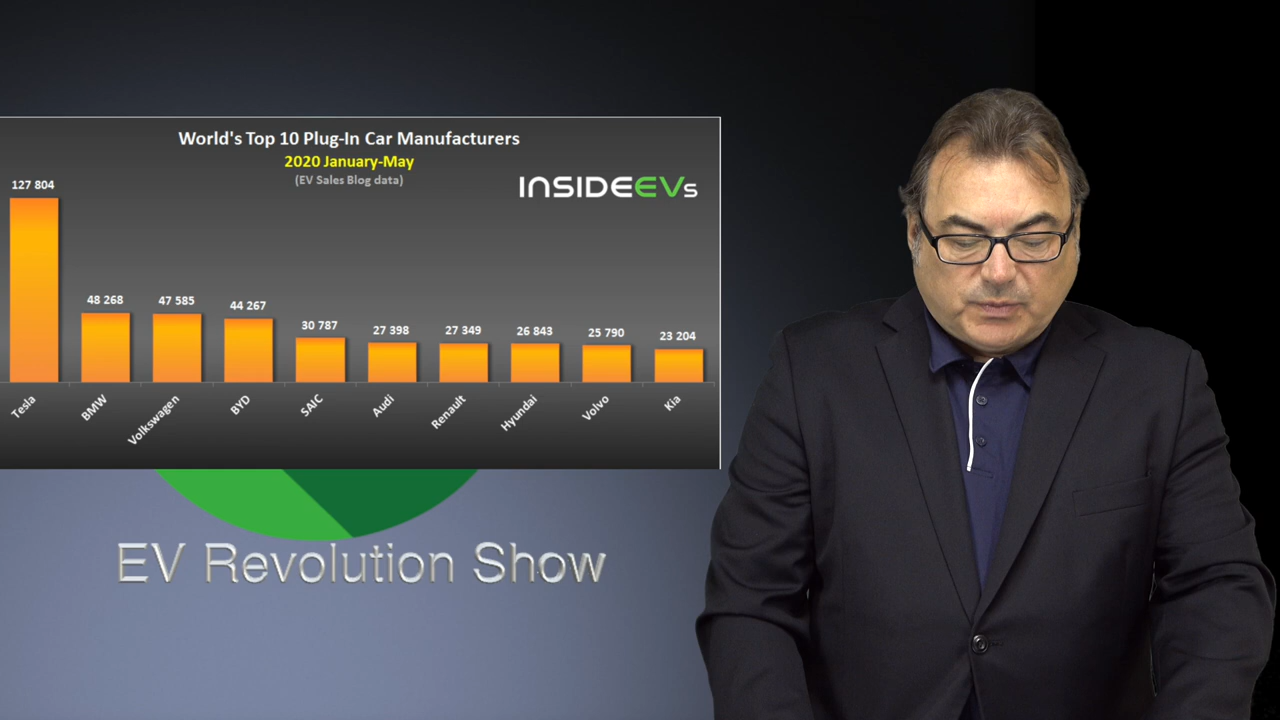 World's Top 10 Plug-In Car Manufacturers
2020 January-May
(EV Sales Blog data)
INSIDEEVs
127 804
48 268
47 585
44 267
30 787
27 398
27 349
26 843
25 790
23 204
Tesla
BMW
Volkswagen
BYD
SAIC
Audi
Renault
Hyundai
Volvo
Kia
EV Revolution Show